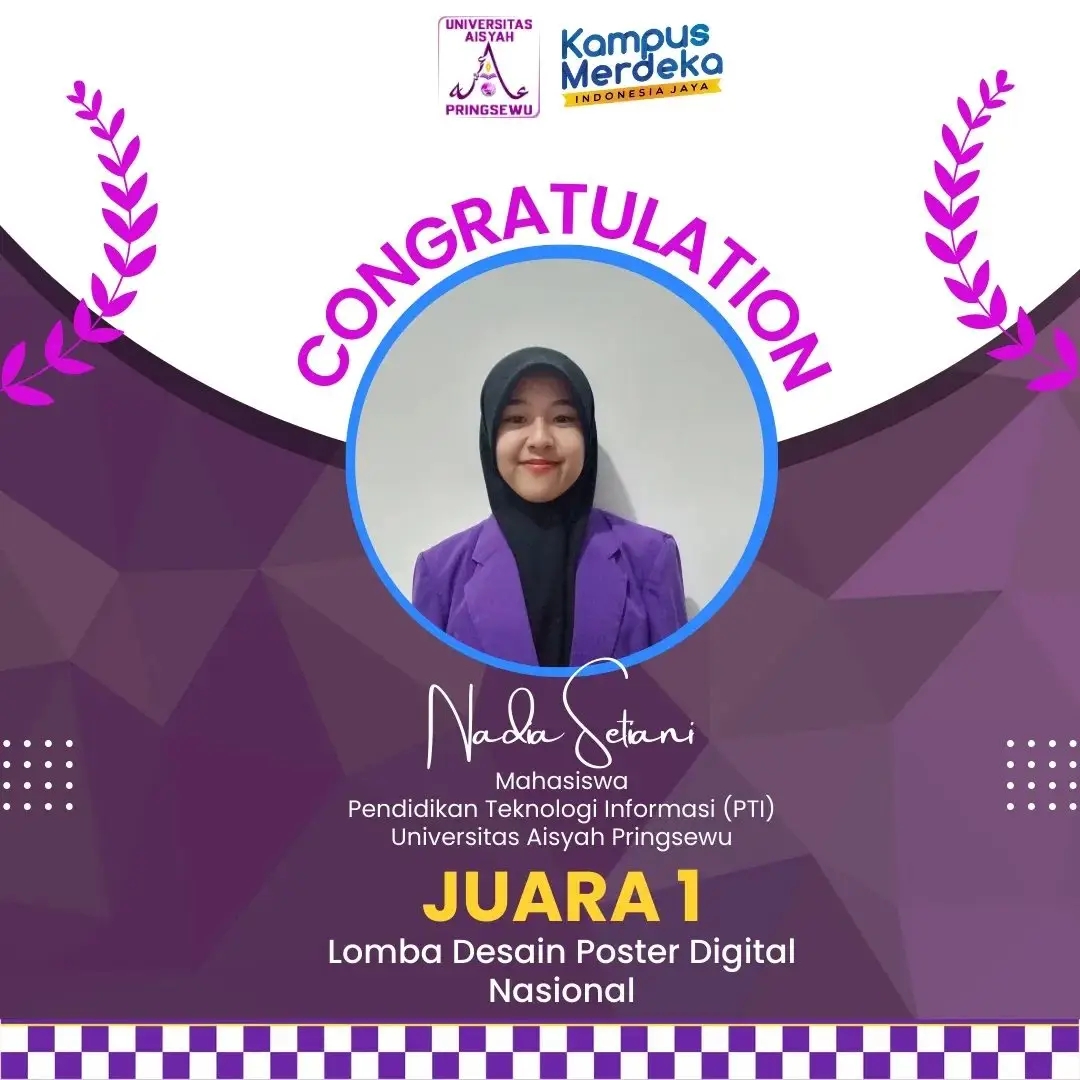 UNIVERSITAS
AISYAH
PRINGSEWU
Kampus
Merdeka
INDONESIA JAYA
CONGRATULATION
Nadia Setiani
Mahasiswa
Pendidikan Teknologi Informasi (PTI)
Universitas Aisyah Pringsewu
JUARA 1
Lomba Desain Poster Digital
Nasional